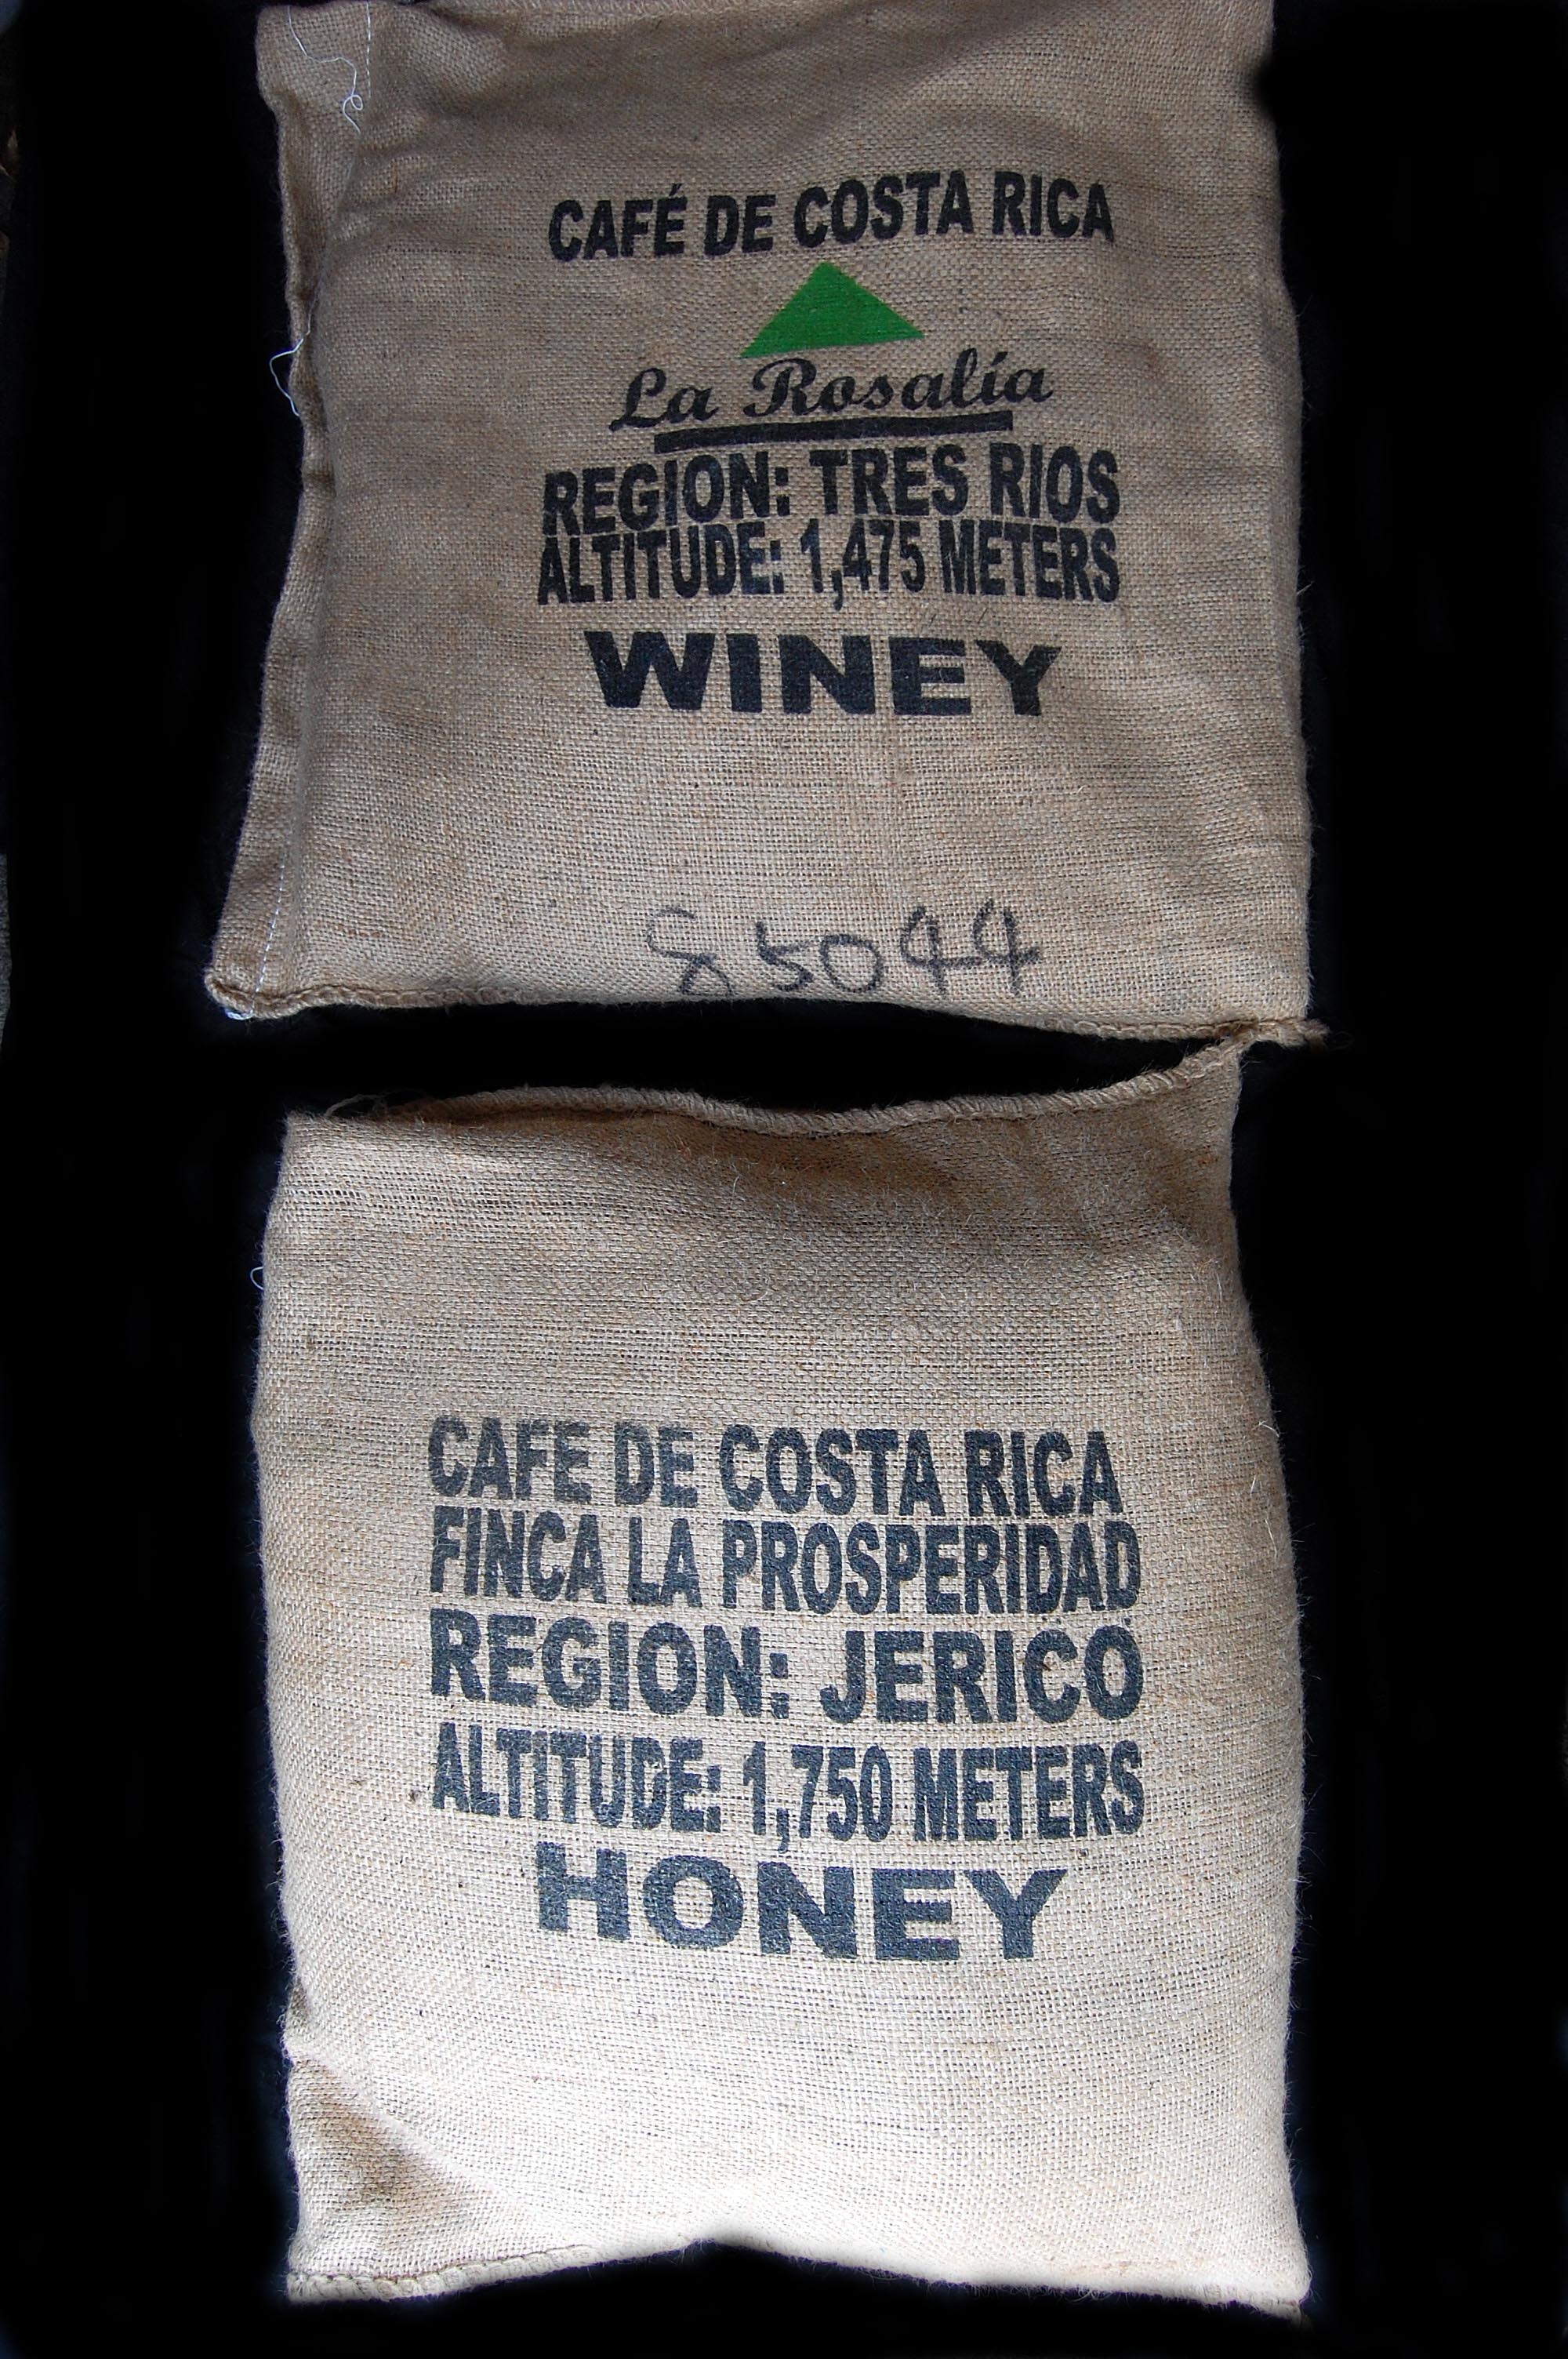 CAFÉ DE COSTA RICA
La Rosalía
REGION: TRES RIOS
ALTITUDE: 1,475 METERS
WINEY
85044
CAFE DE COSTA RICA
FINCA LA PROSPERIDAD
REGION: JERICÓ
ALTITUDE: 1,750 METERS
HONEY